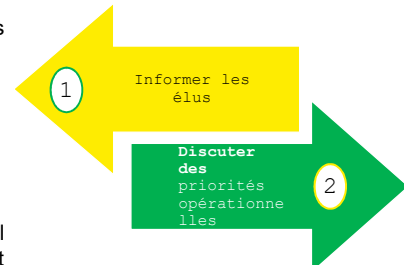 s
1
Informer les
élus
Discuter
des
priorités
opérationne
lles
2
l
t